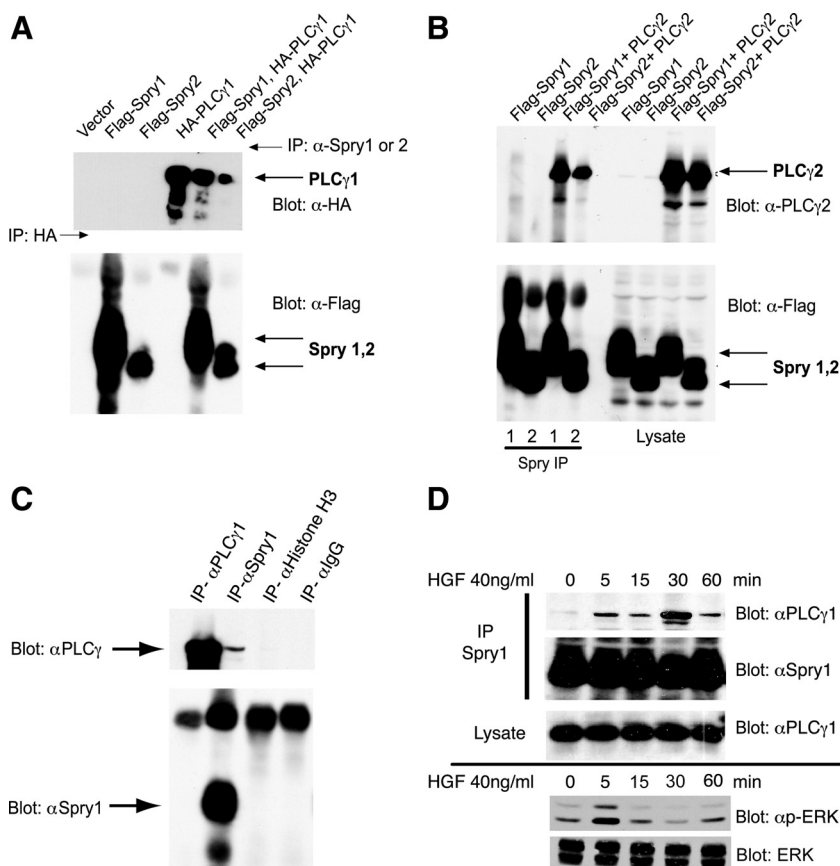 A
Vector
Flag-Spry1
Flag-Spry2
HA-PLCγ1
Flag-Spry1, HA-PLCγ1
Flag-Spry2, HA-PLCγ1
IP: α-Spry1 or 2
PLCγ1
Blot: α-HA
IP: HA
Blot: α-Flag
Spry 1,2
B
Flag-Spry1
Flag-Spry2
Flag-Spry1+ PLCγ2
Flag-Spry2+ PLCγ2
Flag-Spry1
Flag-Spry2
Flag-Spry1+ PLCγ2
Flag-Spry2+ PLCγ2
PLCγ2
Blot: α-PLCγ2
Blot: α-Flag
Spry 1,2
1 2 1 2
Lysate
Spry IP
C
IP- αPLCγ1
IP-αSpry1
IP- αHistone H3
IP- αIgG
Blot: αPLCγ
Blot: αSpry1
D
HGF 40ng/ml 0 5 15 30 60 min
IP
Spry1
Blot: αPLCγ1
Blot: αSpry1
Lysate
Blot: αPLCγ1
HGF 40ng/ml 0 5 15 30 60 min
Blot: αp-ERK
Blot: ERK